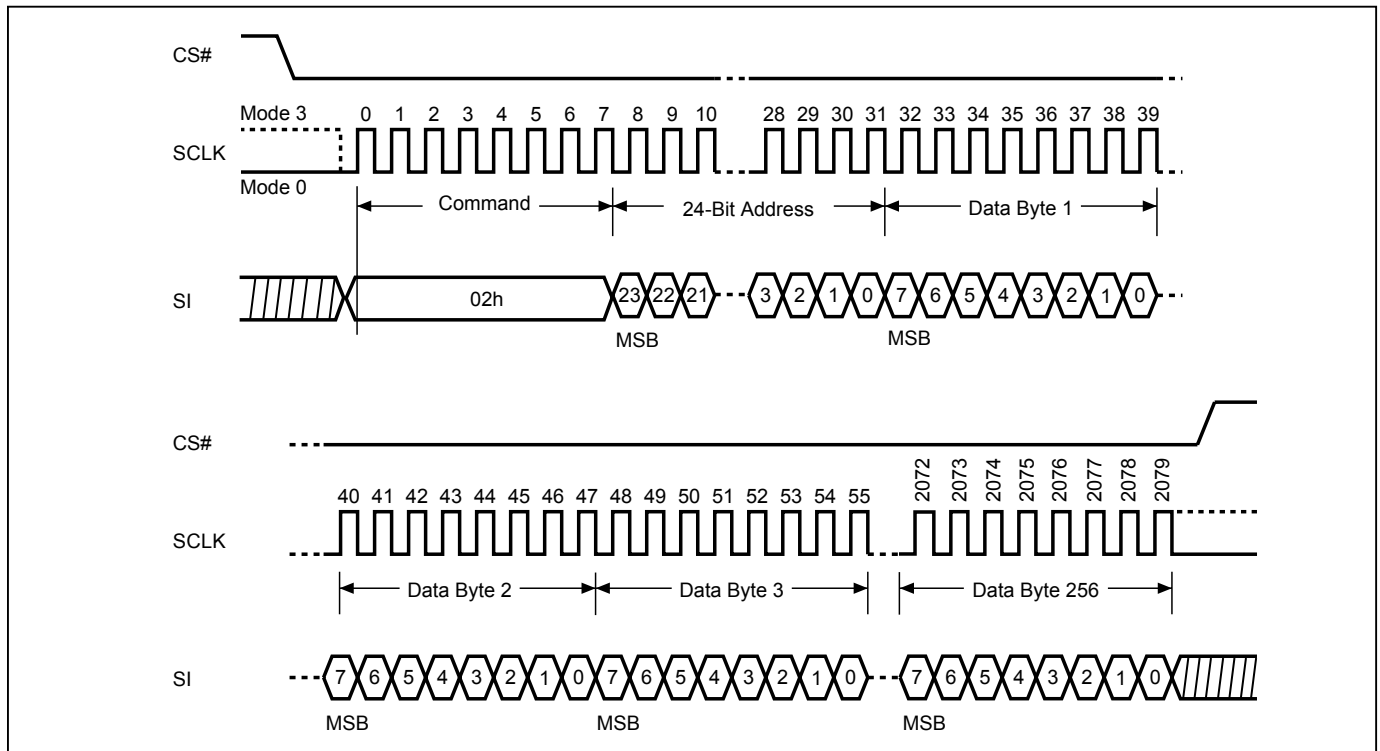 CS#
Mode 3
0 1 2 3 4 5 6 7 8 9 10 28 29 30 31 32 33 34 35 36 37 38 39
SCLK
Mode 0
Command 24-Bit Address Data Byte 1
SI 02h 23 22 21 3 2 1 0 7 6 5 4 3 2 1 0
MSB MSB
CS#
40 41 42 43 44 45 46 47 48 49 50 51 52 53 54 55 2072 2073 2074 2075 2076 2077 2078 2079
SCLK
Data Byte 2 Data Byte 3 Data Byte 256
SI 7 6 5 4 3 2 1 0 7 6 5 4 3 2 1 0 7 6 5 4 3 2 1 0
MSB MSB MSB